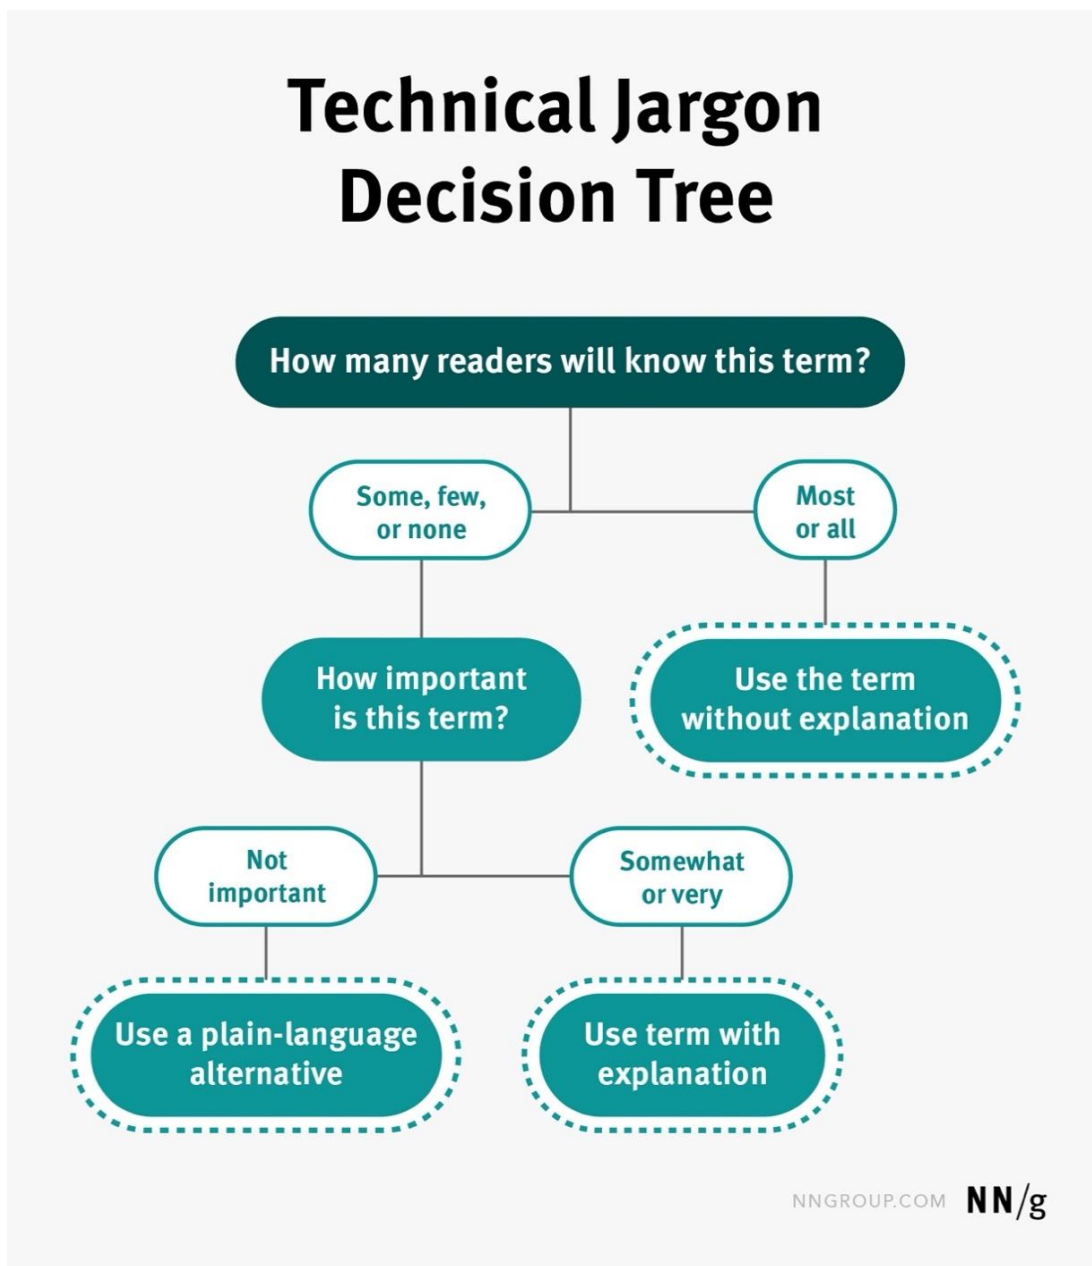 Technical Jargon
Decision Tree
How many readers will know this term?
Some, few,
or none
Most
or all
How important
is this term?
Use the term
without explanation
Not
important
Somewhat
or very
Use a plain-language
alternative
Use term with
explanation
NNGROUP.COM NN/g